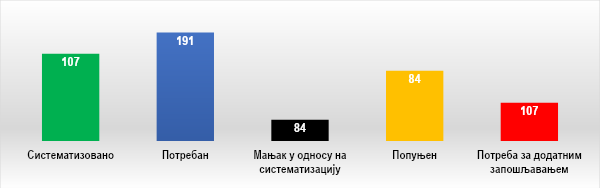 107
191
84
84
107
Систематизовано
Потребан
Мањак у односу на
систематизацију
Попуњен
Потреба за додатним
запошљавањем